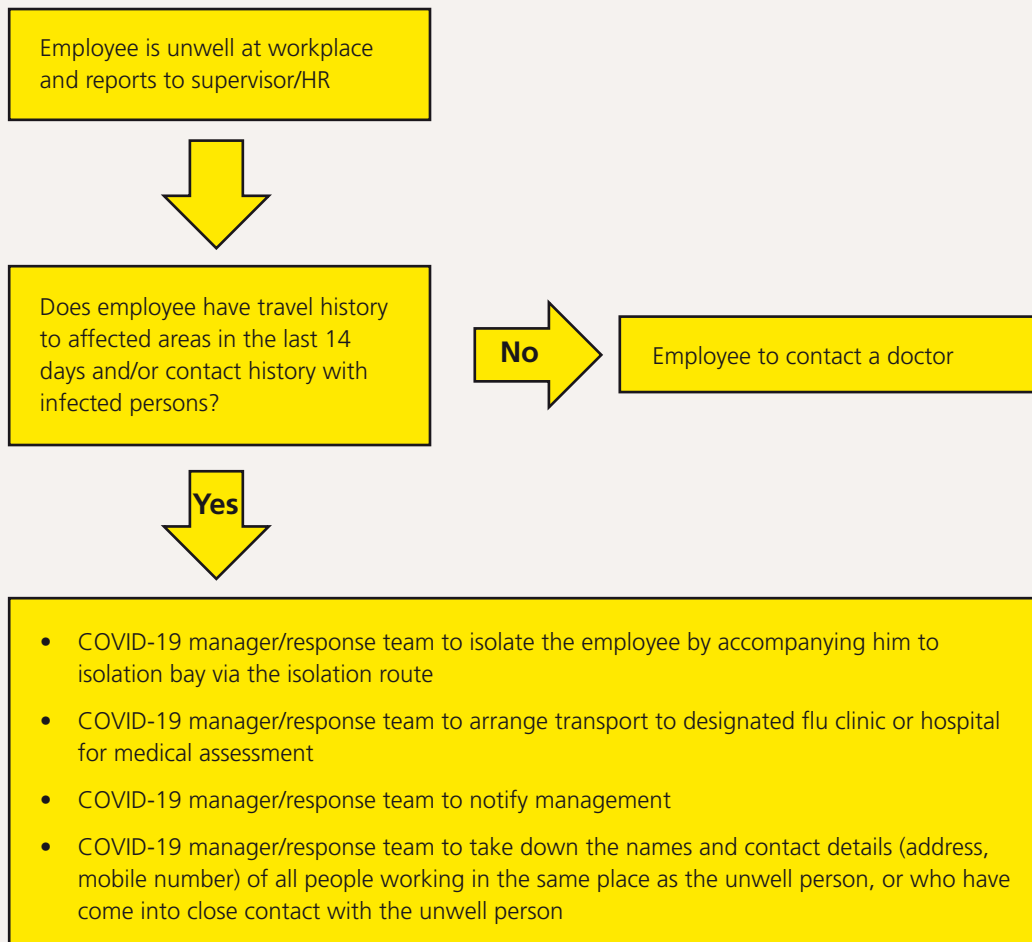 Employee is unwell at workplace
and reports to supervisor/HR
Does employee have travel history
to affected areas in the last 14
days and/or contact history with
infected persons?
No
Employee to contact a doctor
Yes
• COVID-19 manager/response team to isolate the employee by accompanying him to
isolation bay via the isolation route
• COVID-19 manager/response team to arrange transport to designated flu clinic or hospital
for medical assessment
• COVID-19 manager/response team to notify management
• COVID-19 manager/response team to take down the names and contact details (address,
mobile number) of all people working in the same place as the unwell person, or who have
come into close contact with the unwell person